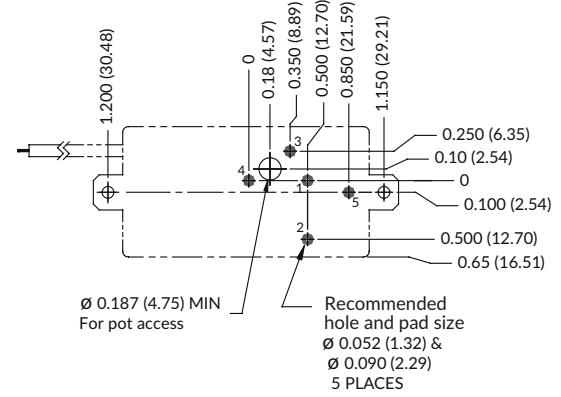 1.200 (30.48)
0
0.18 (4.57)
0.350 (8.89)
0.500 (12.70)
0.850 (21.59)
1.150 (29.21)
3
0.250 (6.35)
0.10 (2.54)
4
0
1
5
0.100 (2.54)
2
0.500 (12.70)
0.65 (16.51)
Ø 0.187 (4.75) MIN
For pot access
Recommended
hole and pad size
Ø 0.052 (1.32) &
Ø 0.090 (2.29)
5 PLACES